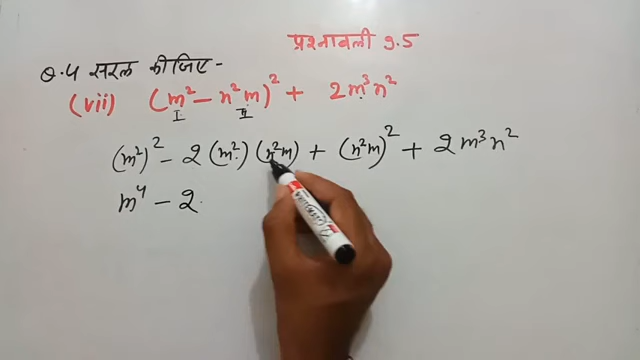 प्रश्नावली 9.5
Q.4 सरल कीजिए-
(vii) (m² - n²m)² + 2m³n²
I II
(m²)² - 2(m²)(n²m) + (n²m)² + 2m³n²
m⁴ - 2